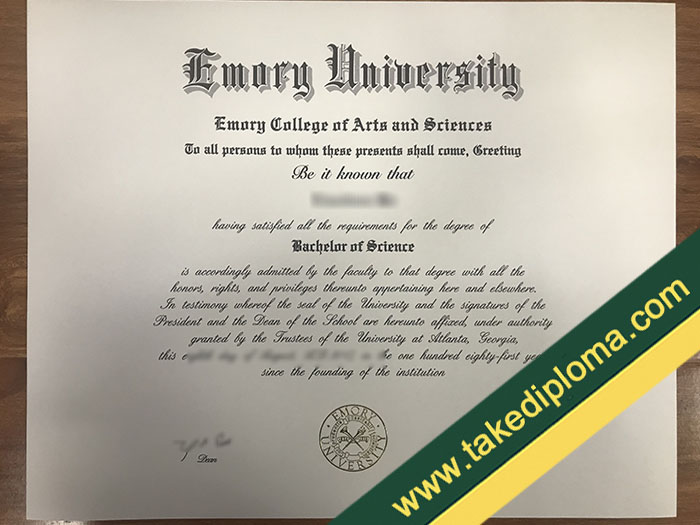 Emory University
Emory College of Arts and Sciences
To all persons to whom these presents shall come, Greeting
Be it known that
having satisfied all the requirements for the degree of
Bachelor of Science
is accordingly admitted by the faculty to that degree with all the
honors, rights, and privileges thereunto appertaining here and elsewhere.
In testimony whereof the seal of the University and the signatures of the
President and the Dean of the School are hereunto affixed, under authority
granted by the Trustees of the University at Atlanta, Georgia,
this one hundred eighty-first
since the founding of the institution
EMORY UNIVERSITY
Dean
www.takediploma.com